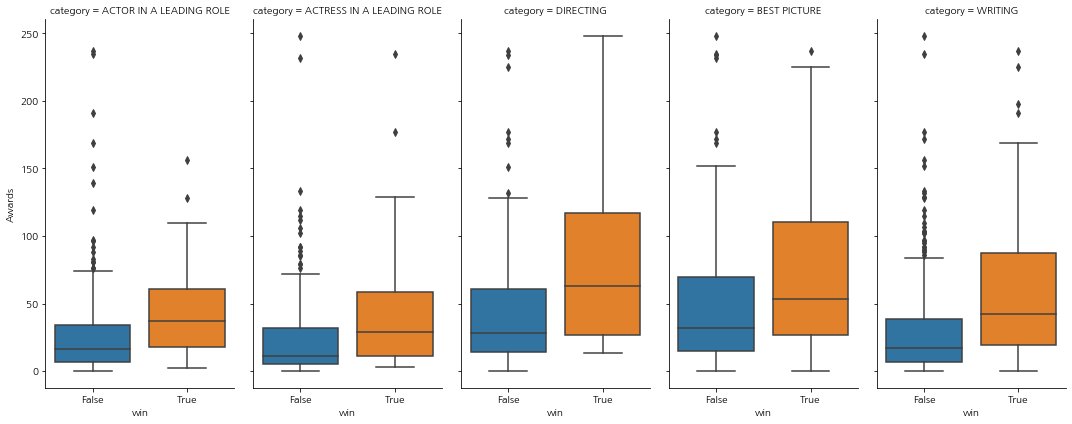 category = ACTOR IN A LEADING ROLE
category = ACTRESS IN A LEADING ROLE
category = DIRECTING
category = BEST PICTURE
category = WRITING
250
200
150
100
50
0
Awards
False True
win
False True
win
False True
win
False True
win
False True
win